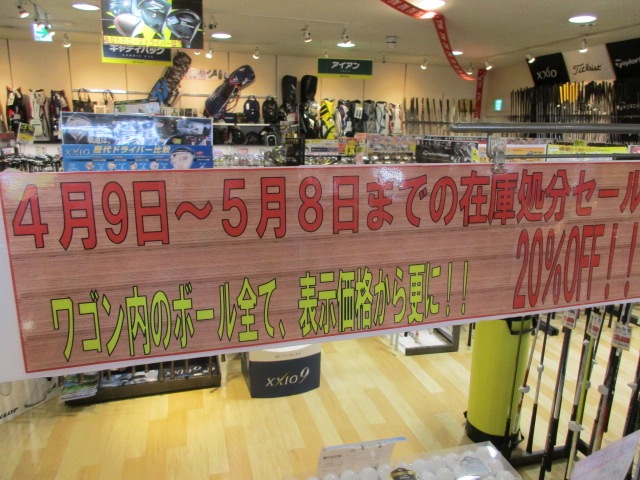 キャディバッグ
アイアン
XXIO
Titleist
TaylorMade
XXIO 歴代ドライバー比較
4月9日～5月8日までの在庫処分セール
20%OFF！！
ワゴン内のボール全て、表示価格から更に！！
XXIO 9